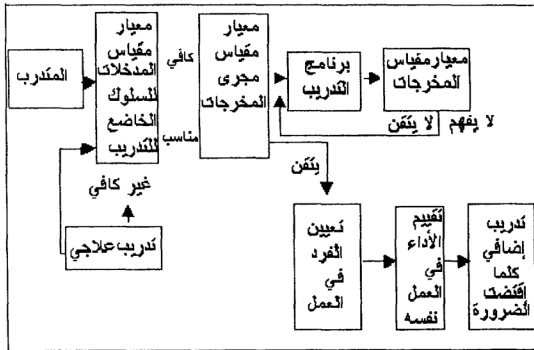 المتدرب
معيار
مقياس
المدخلات
للسلوك
الخاضع
للتدريب
كافي
مناسب
معيار
مقياس
مجرى
المخرجات
برنامج
التدريب
معيار مقياس
المخرجات
لا يتقن
لا يفهم
يتقن
غير كافي
تدريب علاجي
تعيين
الفرد
في
العمل
تقييم
الأداء
في
العمل
نفسه
تدريب
إضافي
كلما
إقتضت
الضرورة